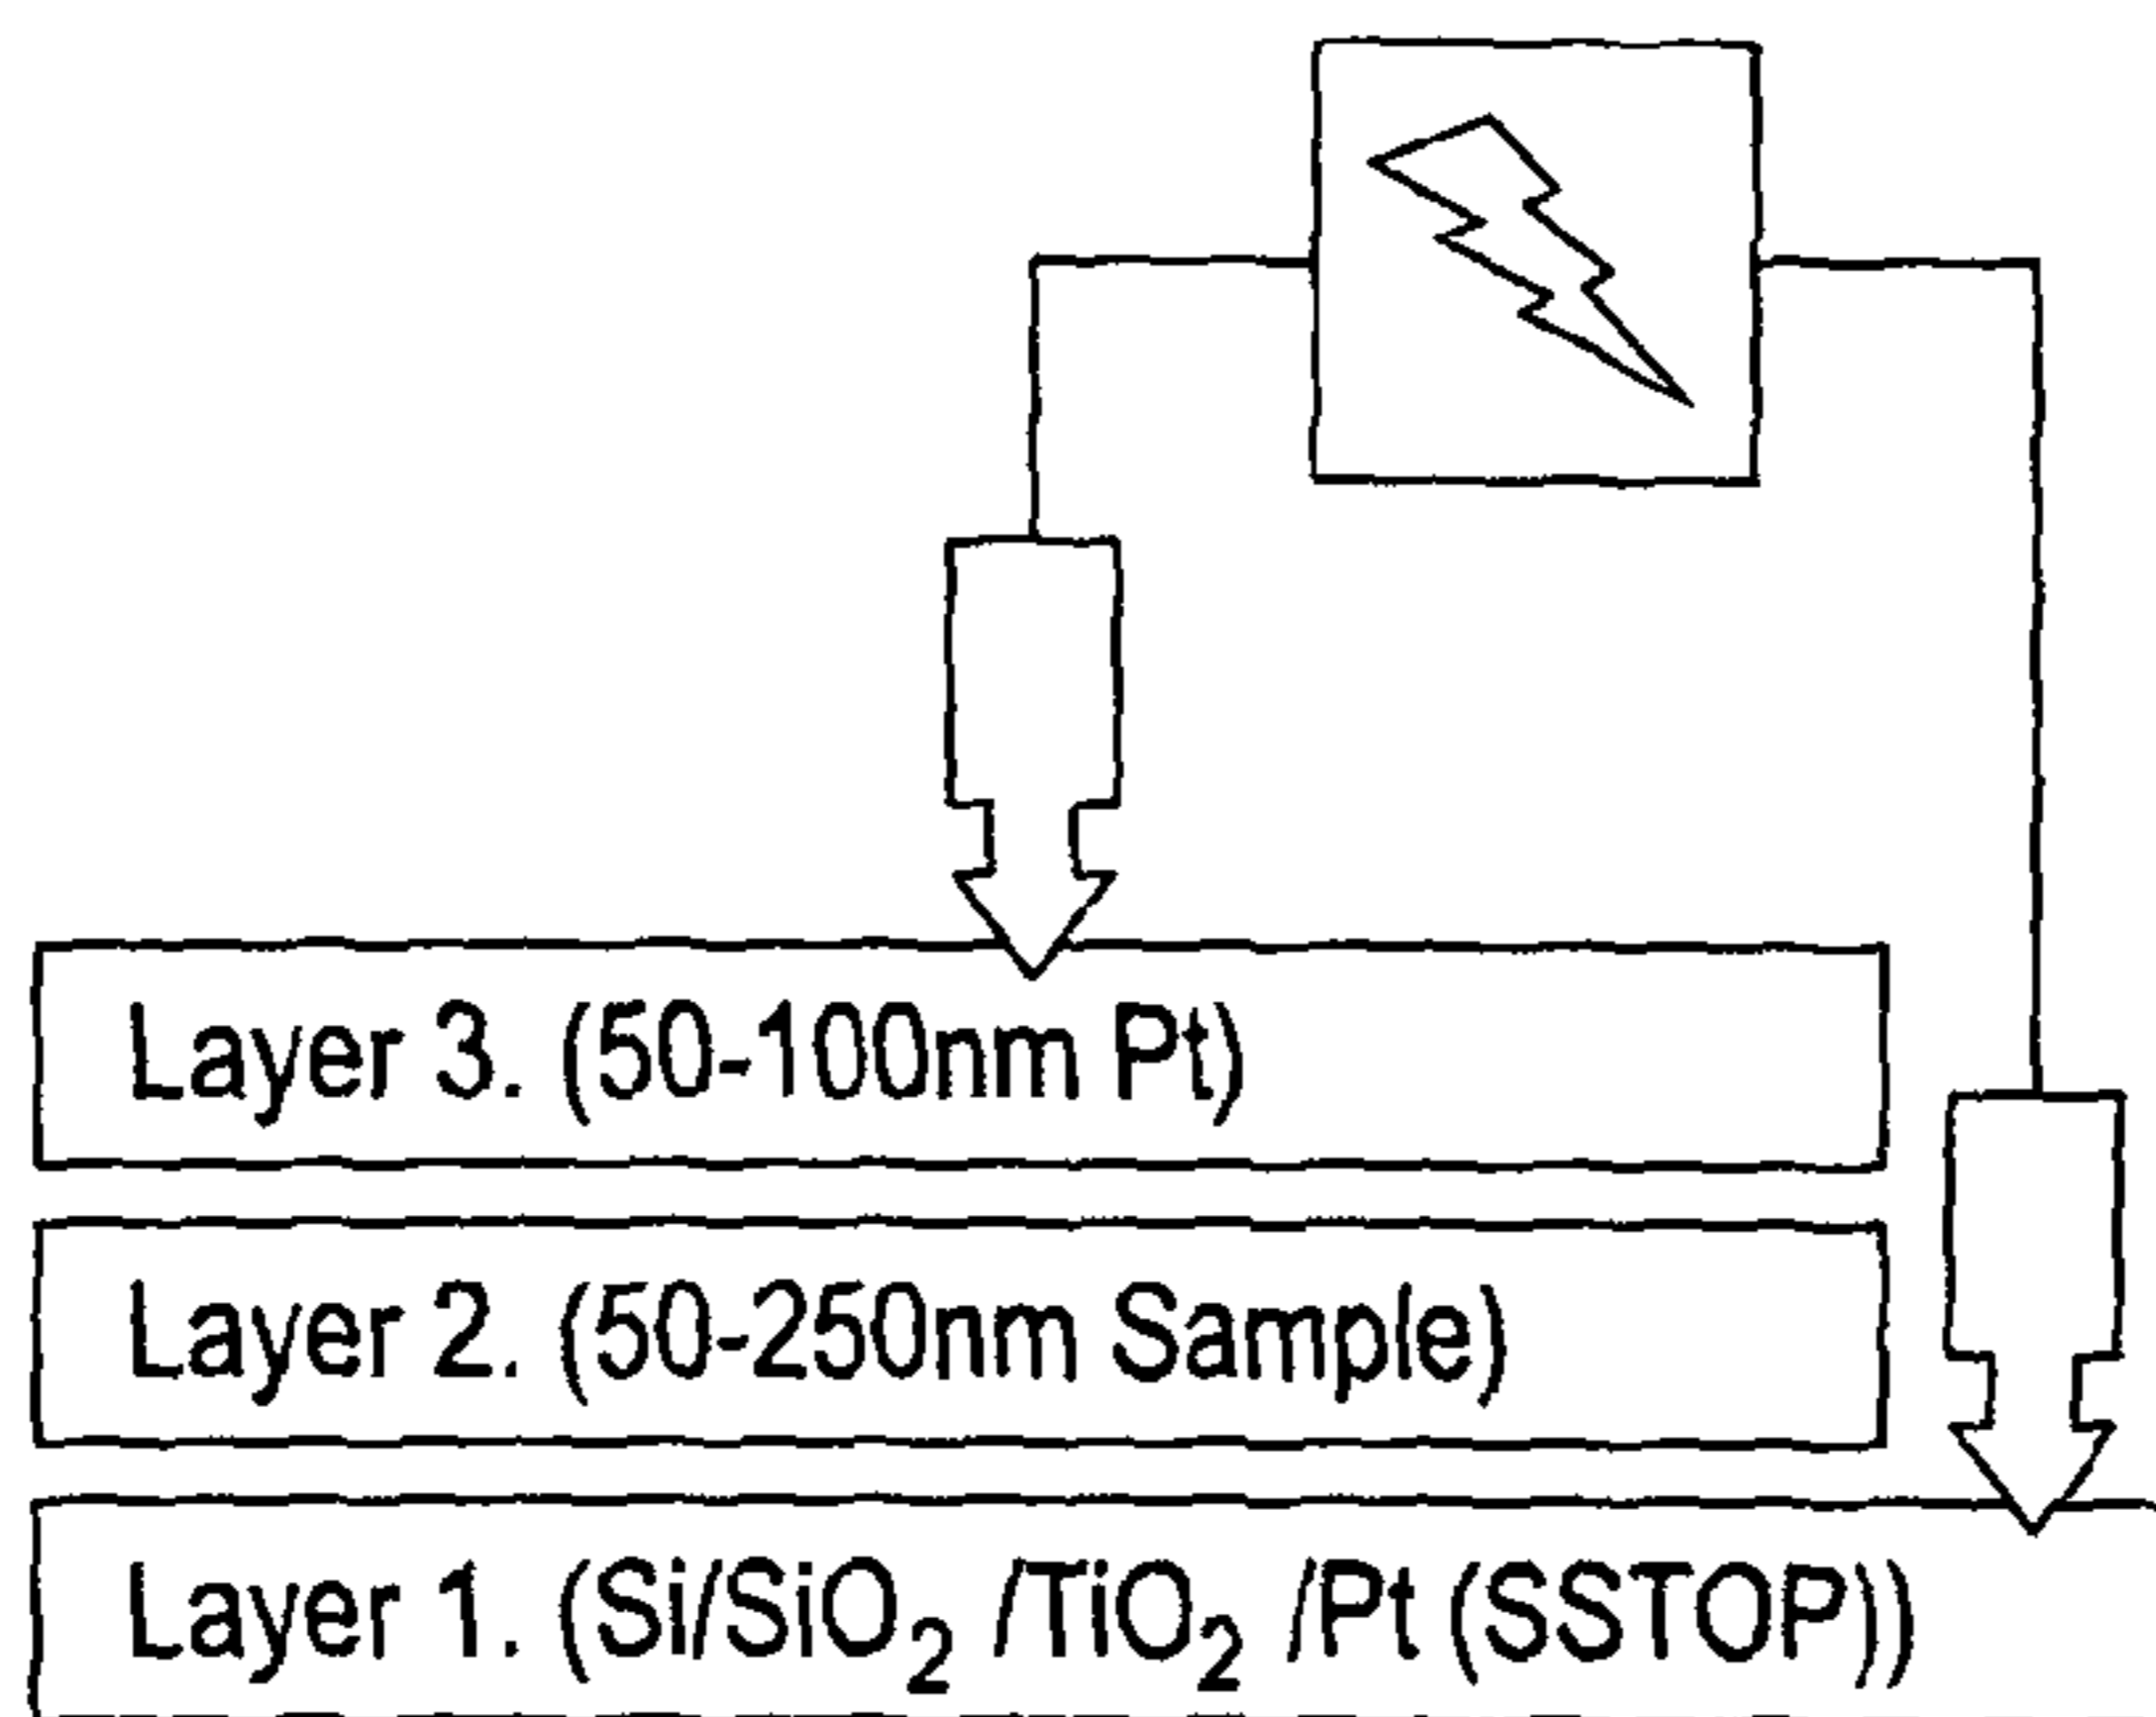 Layer 3. (50-100nm Pt)
Layer 2. (50-250nm Sample)
Layer 1. (Si/SiO₂ /TiO₂ /Pt (SSTOP))